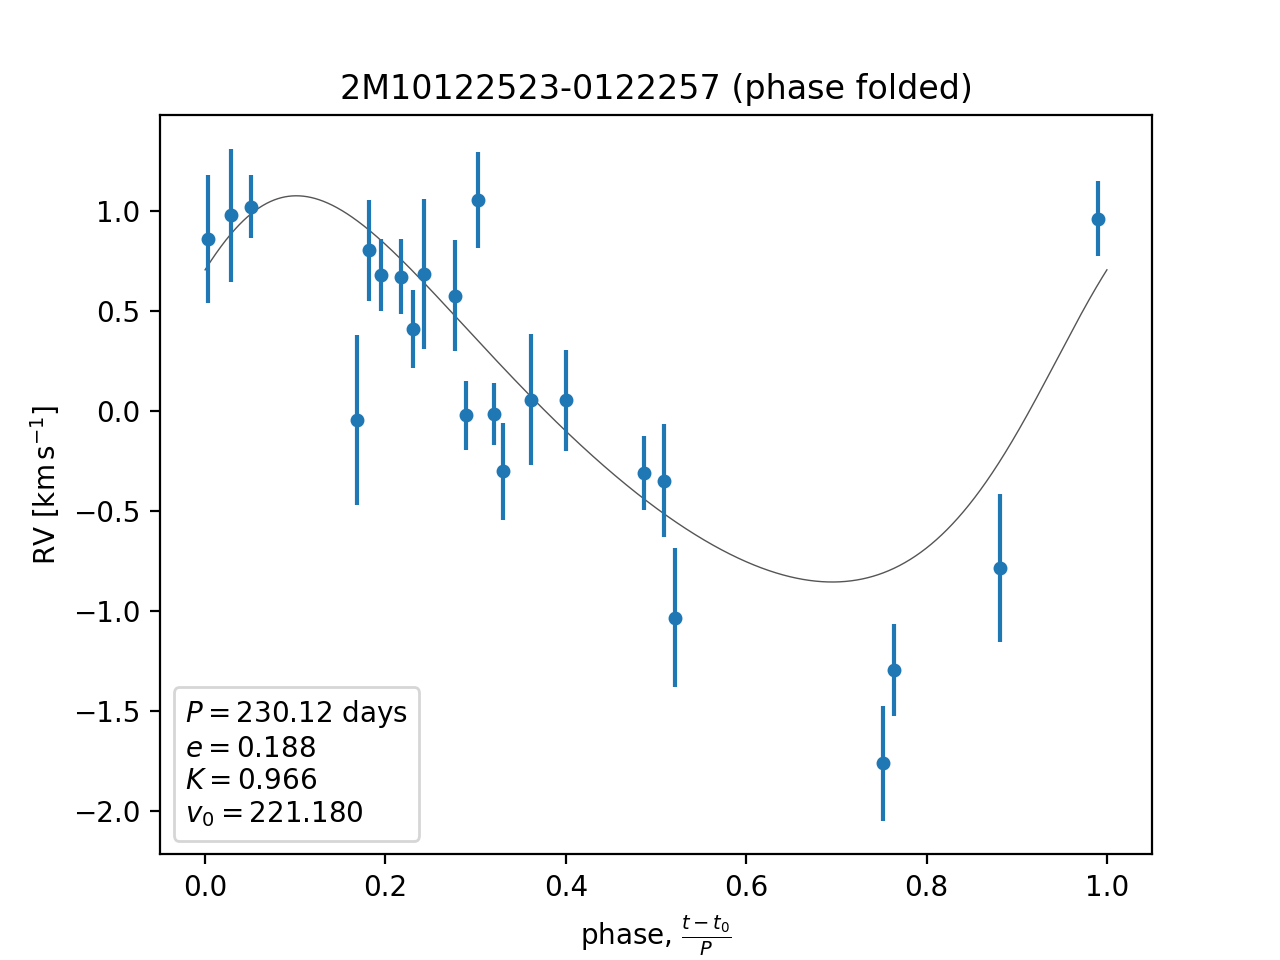 2M10122523-0122257 (phase folded)
RV [km s⁻¹]
1.0
0.5
0.0
−0.5
−1.0
−1.5
−2.0
P = 230.12 days
e = 0.188
K = 0.966
v₀ = 221.180
0.0 0.2 0.4 0.6 0.8 1.0
phase, (t − t₀)/P